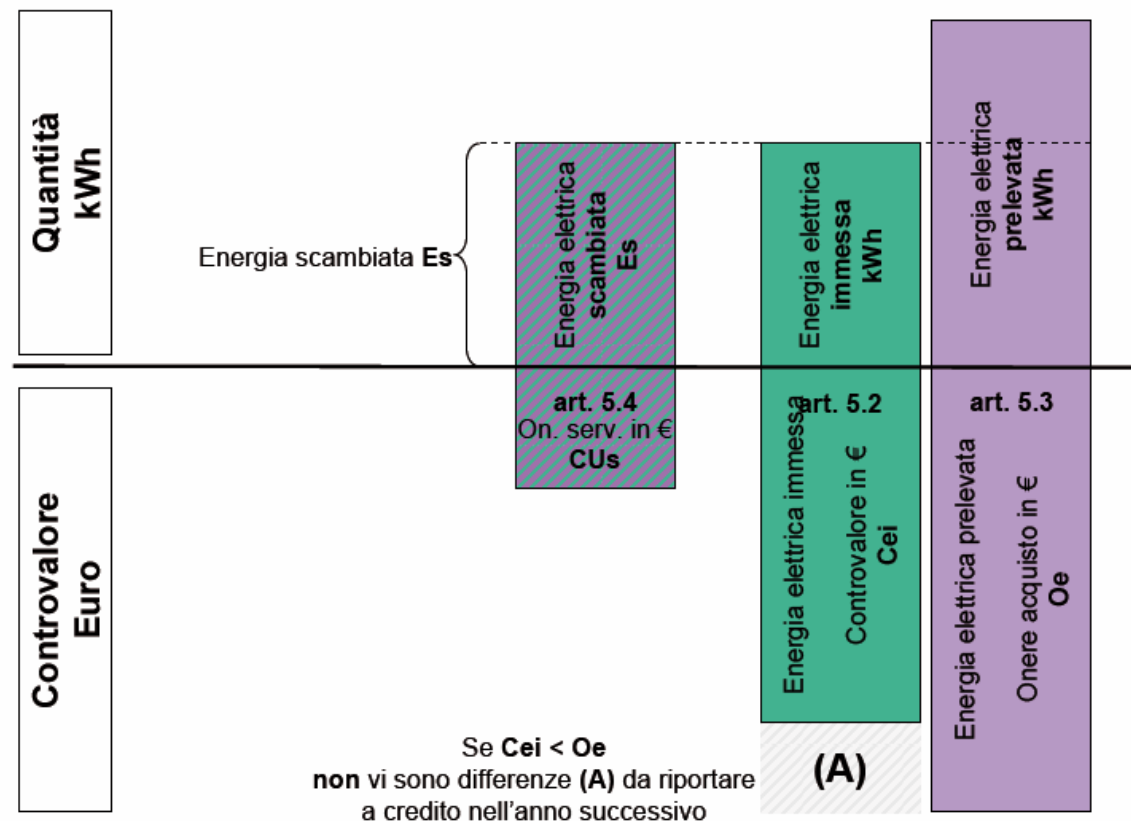 Quantità
kWh
Energia scambiata Es
Energia elettrica
scambiata
Es
Energia elettrica
immessa
kWh
Energia elettrica
prelevata
kWh
Controvalore
Euro
art. 5.4
On. serv. in €
CUs
art. 5.2
Energia elettrica immessa
Controvalore in €
Cei
art. 5.3
Energia elettrica prelevata
Onere acquisto in €
Oe
(A)
Se Cei < Oe
non vi sono differenze (A) da riportare
a credito nell'anno successivo